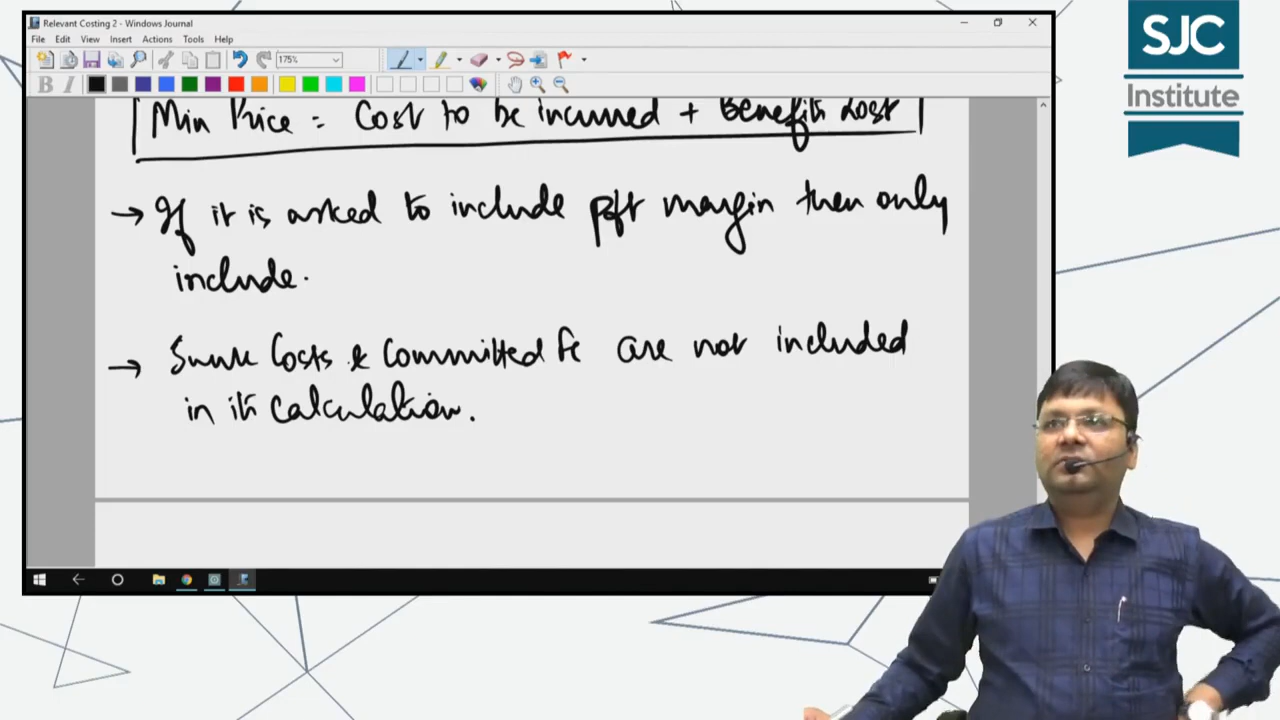 Relevant Costing 2 - Windows Journal
File Edit View Insert Actions Tools Help
175%
B I
Min Price = Cost to be incurred + Benefits Lost
→ If it is asked to include pft margin then only
include.
→ Sunk Costs & Committed Fc are not included
in its calculation.
SJC
Institute